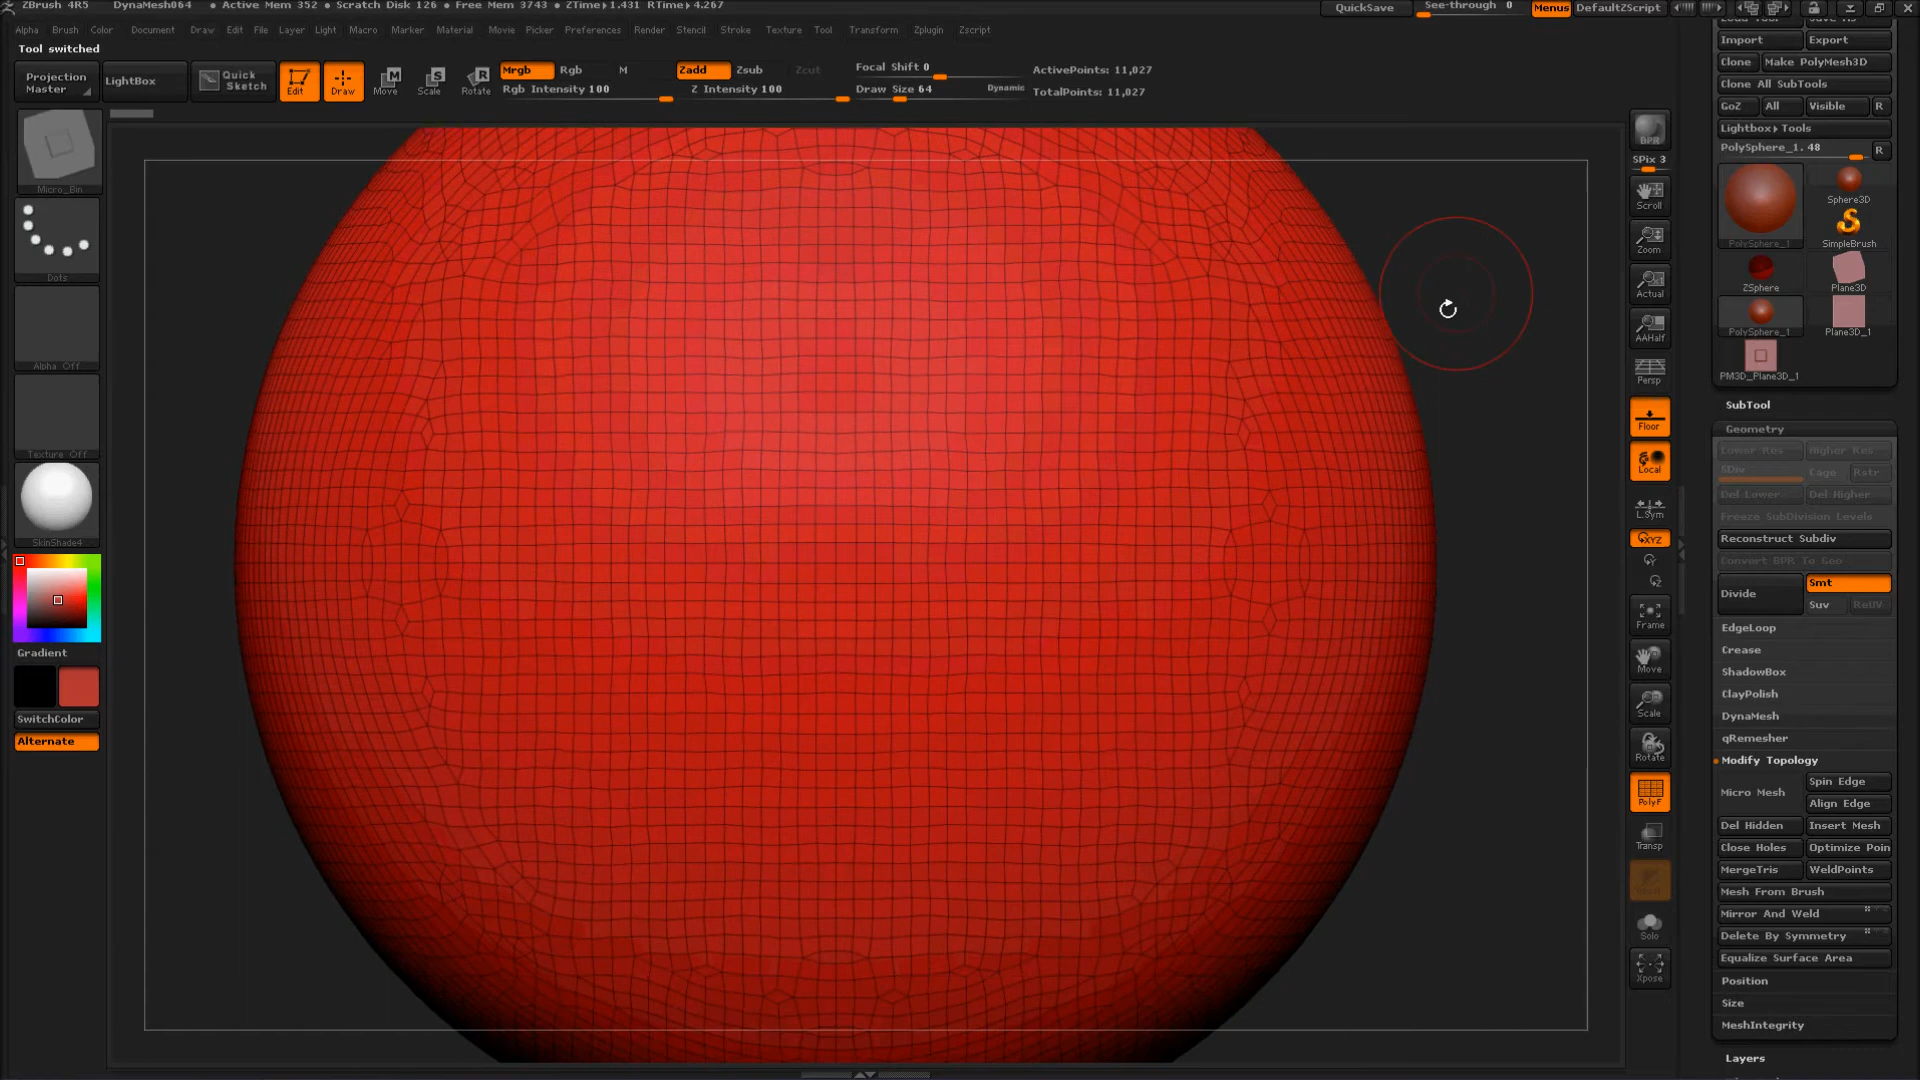 ZBrush 4R5 DynaMesh064 • Active Mem 352 • Scratch Disk 126 • Free Mem 3743 • ZTime▸1.431 RTime▸4.267 QuickSave See-through 0 Menus DefaultZScript
Alpha Brush Color Document Draw Edit File Layer Light Macro Marker Material Movie Picker Preferences Render Stencil Stroke Texture Tool Transform Zplugin Zscript
Tool switched
Projection Master
LightBox
Quick Sketch
Edit
Draw
Move
Scale
Rotate
Mrgb Rgb M
Rgb Intensity 100
Zadd Zsub Zcut
Z Intensity 100
Focal Shift 0
Draw Size 64 Dynamic
ActivePoints: 11,027
TotalPoints: 11,027
Micro_Bin
Dots
Alpha Off
Texture Off
SkinShade4
Gradient
SwitchColor
Alternate
BPR
SPix 3
Scroll
Zoom
Actual
AAHalf
Persp
Floor
Local
L.Sym
XYZ
Y
Z
Frame
Move
Scale
Rotate
PolyF
Transp
Solo
Xpose
Import Export
Clone Make PolyMesh3D
Clone All SubTools
GoZ All Visible R
Lightbox▸Tools
PolySphere_1. 48 R
PolySphere_1
Sphere3D
SimpleBrush
ZSphere
Plane3D
PolySphere_1
Plane3D_1
PM3D_Plane3D_1
SubTool
Geometry
Lower Res Higher Res
SDiv Cage Rstr
Del Lower Del Higher
Freeze SubDivision Levels
Reconstruct Subdiv
Convert BPR To Geo
Divide Smt
Suv ReUV
EdgeLoop
Crease
ShadowBox
ClayPolish
DynaMesh
qRemesher
Modify Topology
Micro Mesh Spin Edge
Align Edge
Del Hidden Insert Mesh
Close Holes Optimize Poin
MergeTris WeldPoints
Mesh From Brush
Mirror And Weld
Delete By Symmetry
Equalize Surface Area
Position
Size
MeshIntegrity
Layers